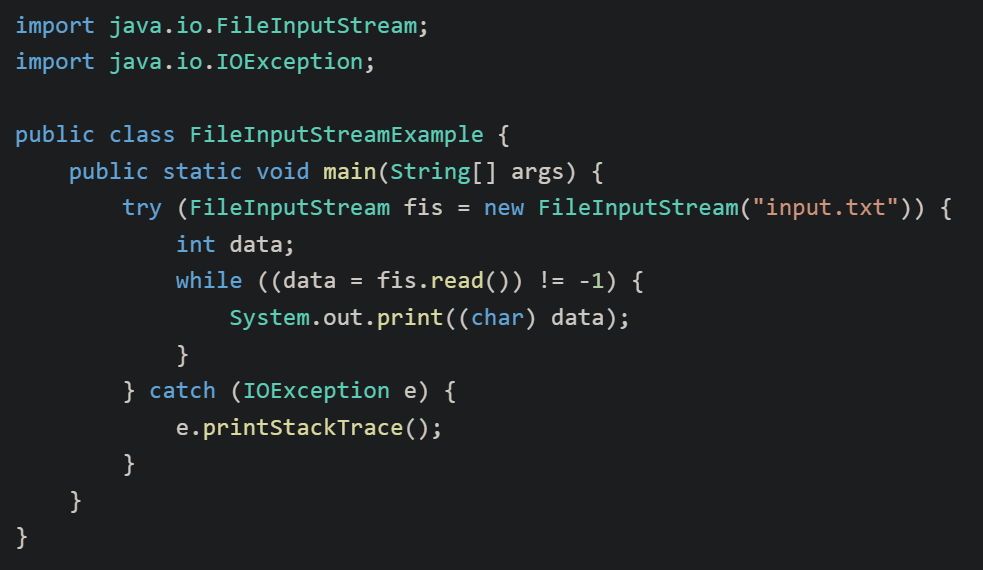 import java.io.FileInputStream;
import java.io.IOException;

public class FileInputStreamExample {
    public static void main(String[] args) {
        try (FileInputStream fis = new FileInputStream("input.txt")) {
            int data;
            while ((data = fis.read()) != -1) {
                System.out.print((char) data);
            }
        } catch (IOException e) {
            e.printStackTrace();
        }
    }
}